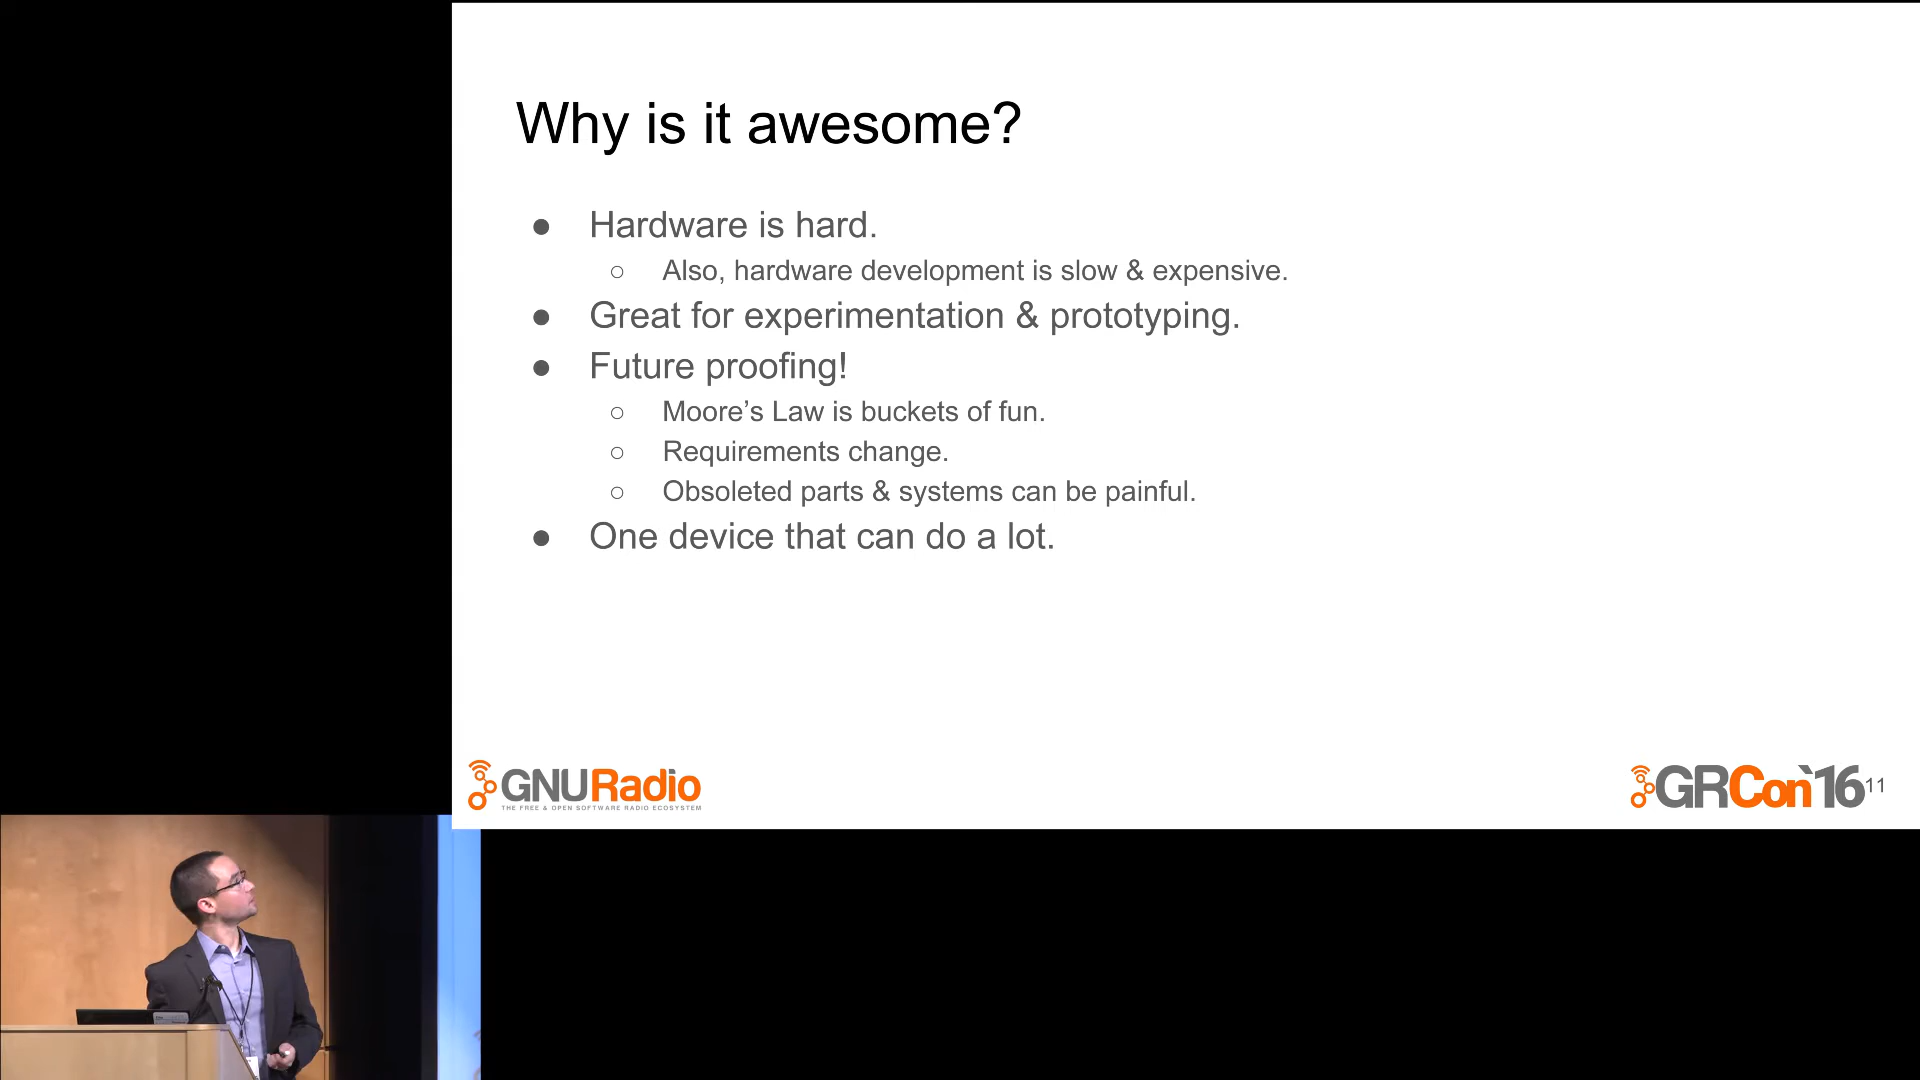 Why is it awesome?
● Hardware is hard.
○ Also, hardware development is slow & expensive.
● Great for experimentation & prototyping.
● Future proofing!
○ Moore’s Law is buckets of fun.
○ Requirements change.
○ Obsoleted parts & systems can be painful.
● One device that can do a lot.
GNURadio
THE FREE & OPEN SOFTWARE RADIO ECOSYSTEM
GRCon`16
11